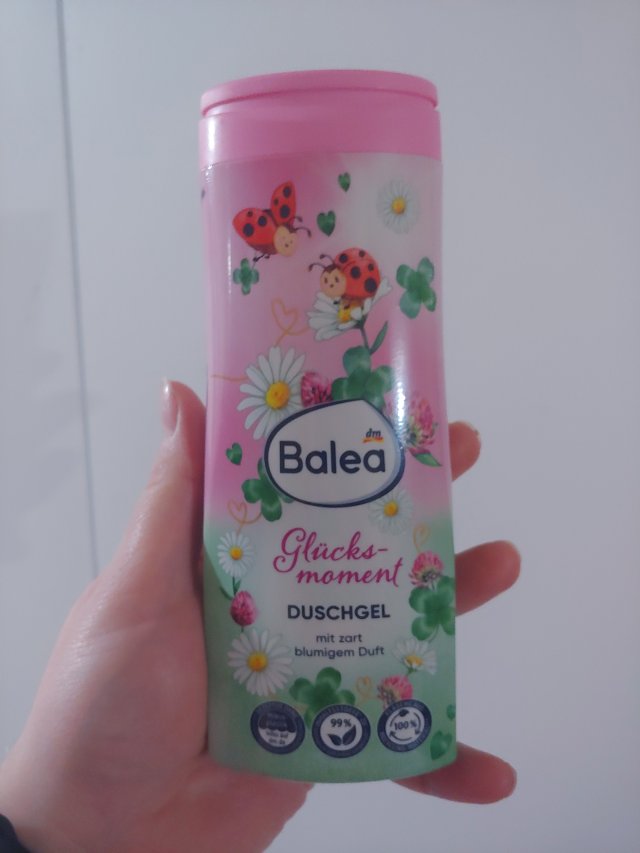 dm
Balea
Glücks-
moment
DUSCHGEL
mit zart
blumigem Duft
99%
100%